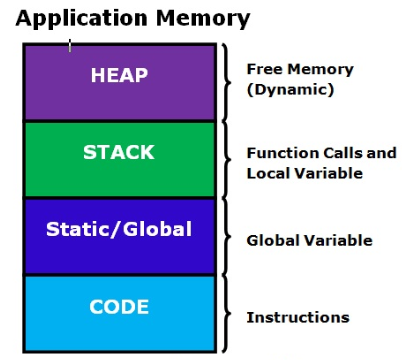 Application Memory
HEAP
Free Memory
(Dynamic)
STACK
Function Calls and
Local Variable
Static/Global
Global Variable
CODE
Instructions